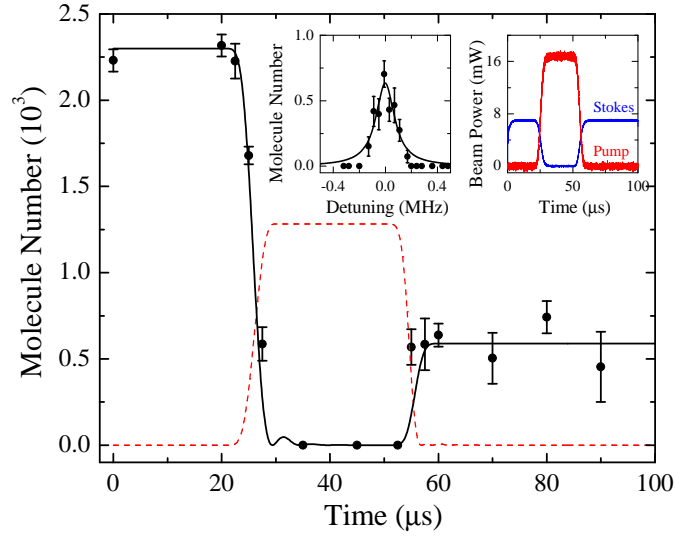 2.5
2.0
1.5
1.0
0.5
0.0
Molecule Number (10³)
0 20 40 60 80 100
Time (μs)
1.0
0.5
0.0
Molecule Number
-0.4 0.0 0.4
Detuning (MHz)
16
8
0
Beam Power (mW)
Stokes
Pump
0 50 100
Time (μs)